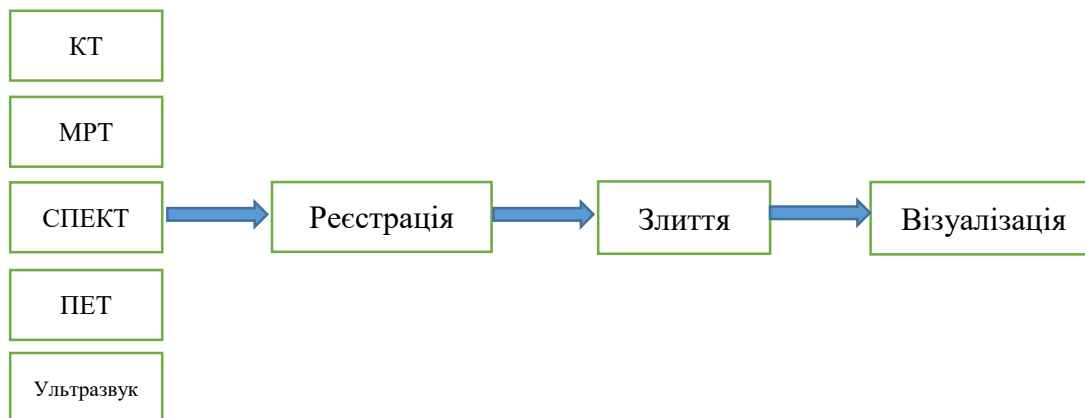 КТ
МРТ
СПЕКТ
Реєстрація
Злиття
Візуалізація
ПЕТ
Ультразвук